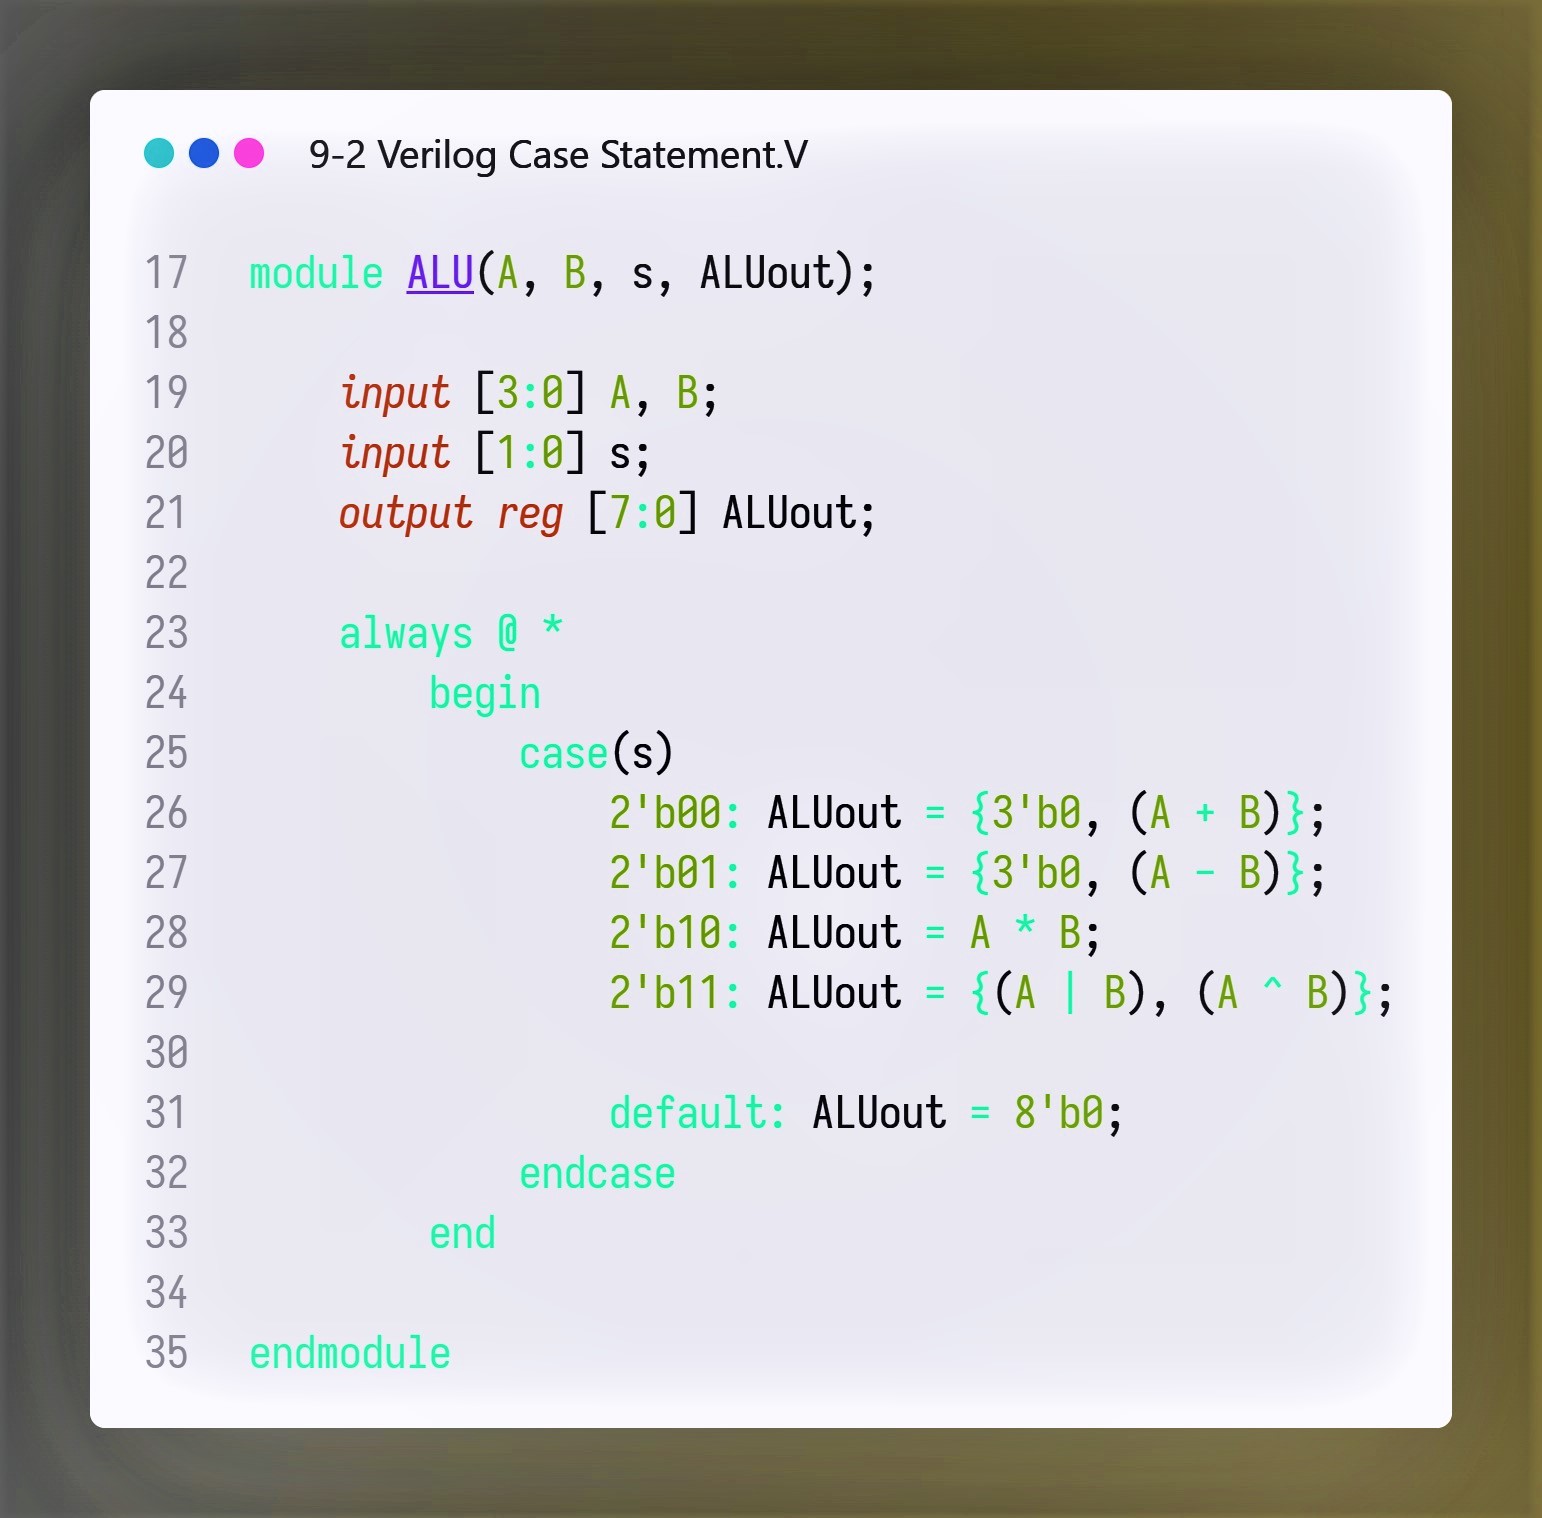 9-2 Verilog Case Statement.V
17 module ALU(A, B, s, ALUout);
18
19     input [3:0] A, B;
20     input [1:0] s;
21     output reg [7:0] ALUout;
22
23     always @ *
24         begin
25             case(s)
26                 2'b00: ALUout = {3'b0, (A + B)};
27                 2'b01: ALUout = {3'b0, (A - B)};
28                 2'b10: ALUout = A * B;
29                 2'b11: ALUout = {(A | B), (A ^ B)};
30
31                 default: ALUout = 8'b0;
32             endcase
33         end
34
35 endmodule